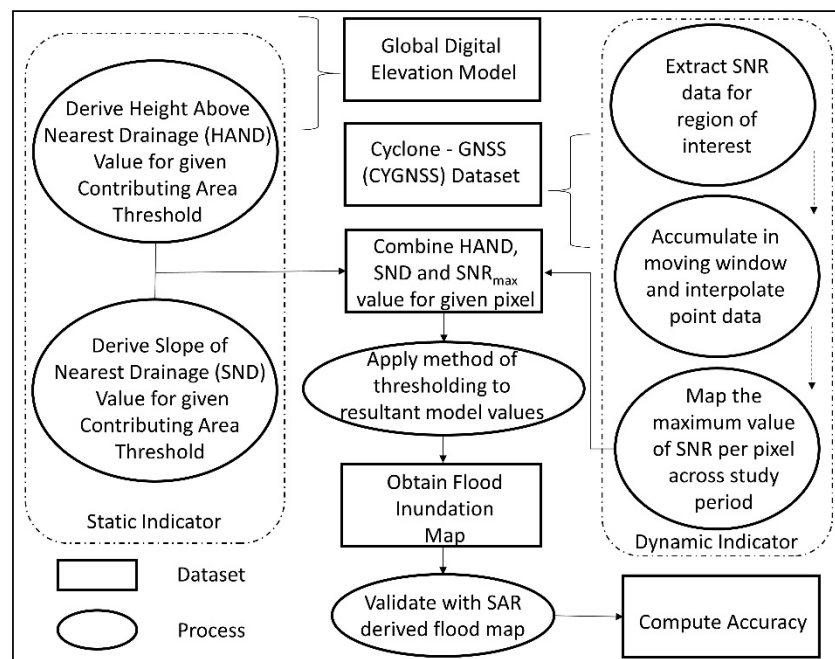 Global Digital
Elevation Model
Derive Height Above
Nearest Drainage (HAND)
Value for given
Contributing Area
Threshold
Cyclone - GNSS
(CYGNSS) Dataset
Extract SNR
data for
region of
interest
Combine HAND,
SND and SNRmax
value for given pixel
Accumulate in
moving window
and interpolate
point data
Derive Slope of
Nearest Drainage (SND)
Value for given
Contributing Area
Threshold
Apply method of
thresholding to
resultant model values
Map the
maximum value
of SNR per pixel
across study
period
Obtain Flood
Inundation
Map
Static Indicator
Dynamic Indicator
Dataset
Process
Validate with SAR
derived flood map
Compute Accuracy